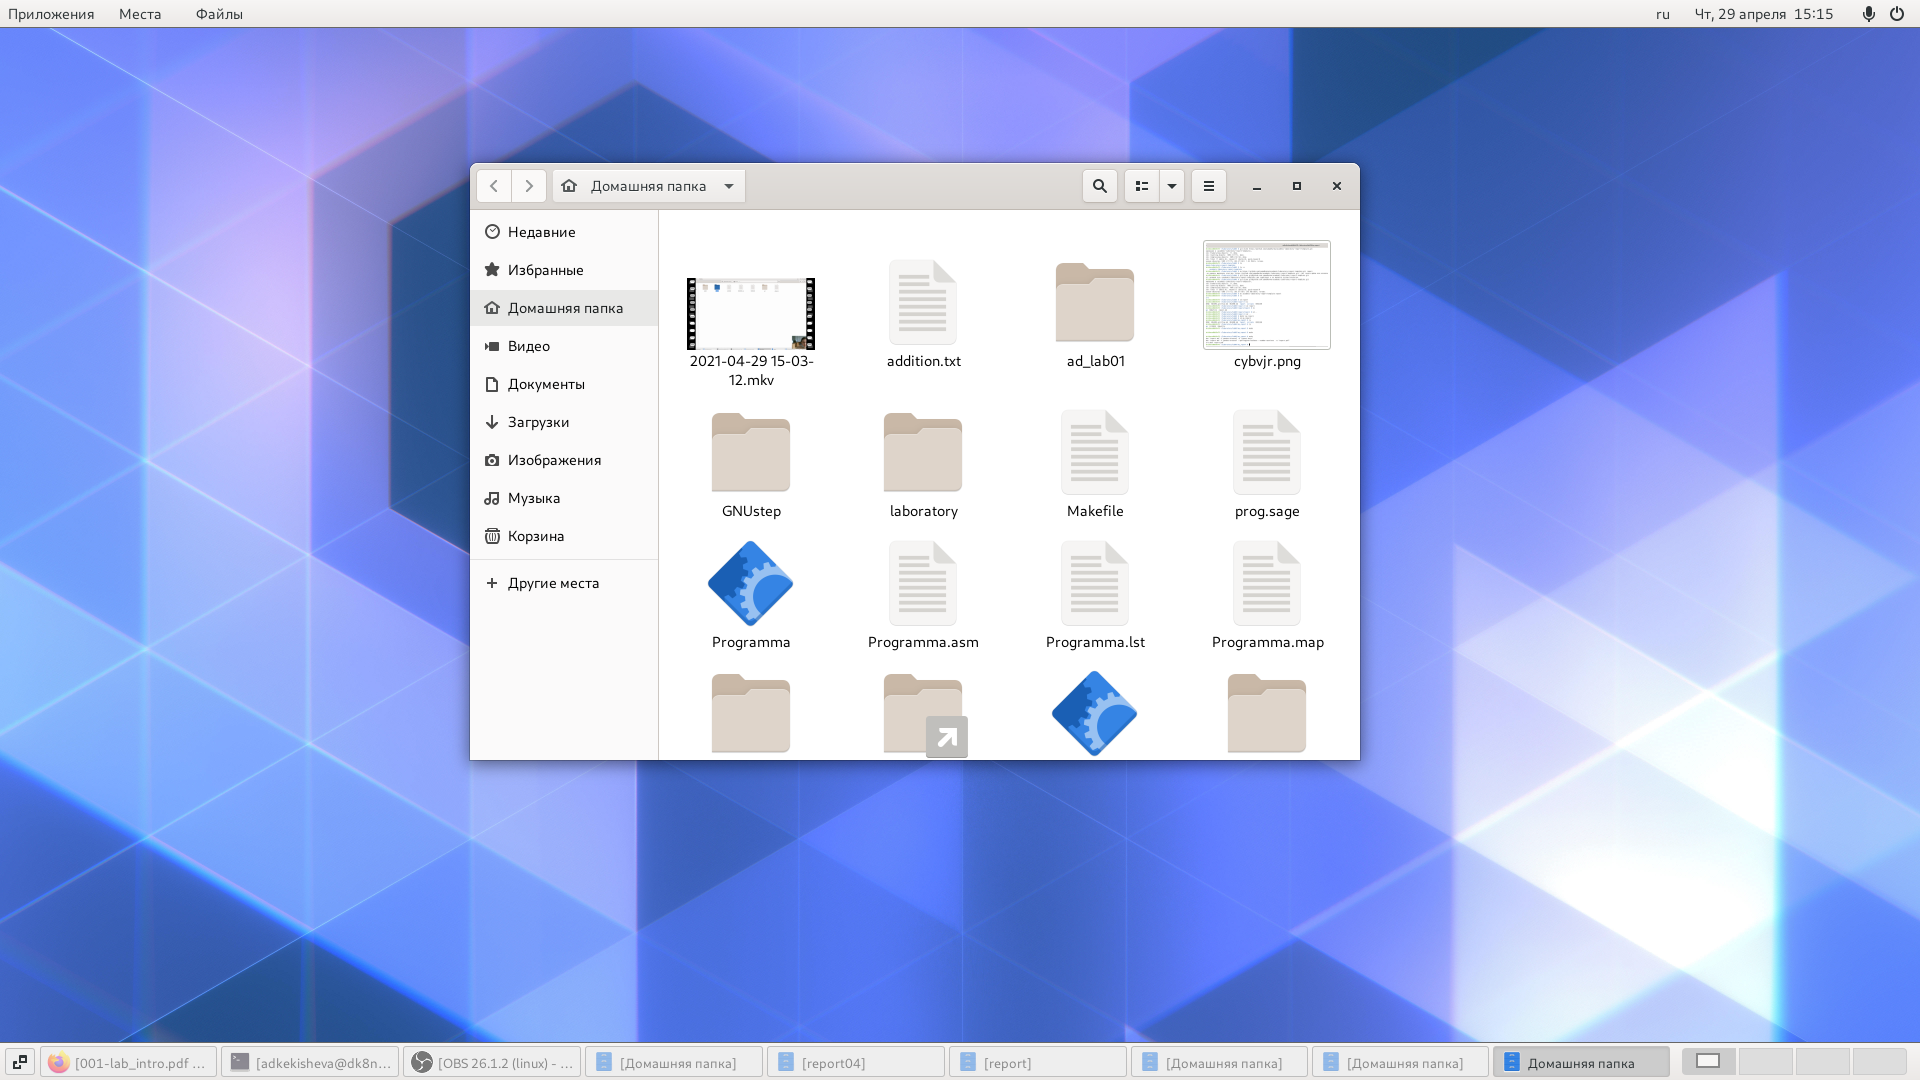 Приложения Места Файлы ru Чт, 29 апреля 15:15
Домашняя папка
Недавние
Избранные
Домашняя папка
Видео
Документы
Загрузки
Изображения
Музыка
Корзина
Другие места
2021-04-29 15-03-
12.mkv
addition.txt
ad_lab01
cybvjr.png
GNUstep
laboratory
Makefile
prog.sage
Programma
Programma.asm
Programma.lst
Programma.map
[001-lab_intro.pdf ...
[adkekisheva@dk8n...
[OBS 26.1.2 (linux) - ...
[Домашняя папка]
[report04]
[report]
[Домашняя папка]
[Домашняя папка]
Домашняя папка